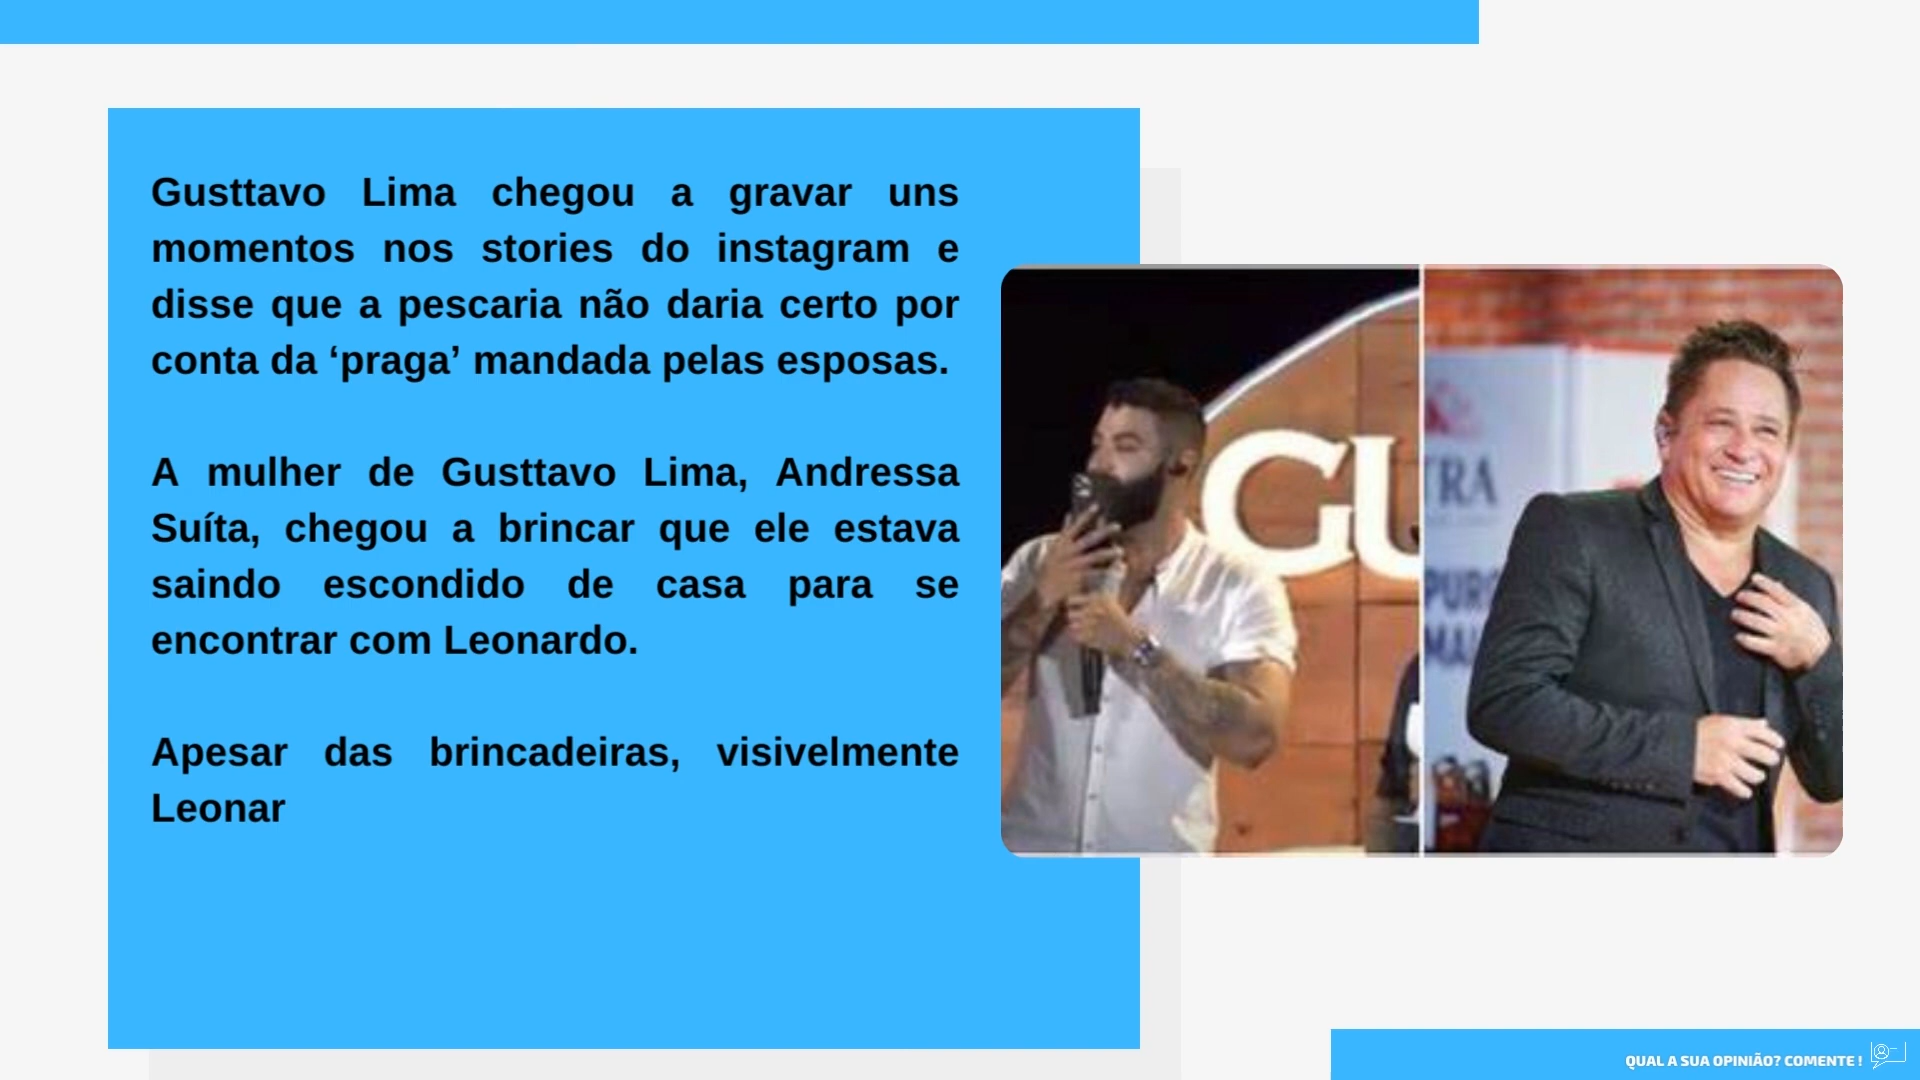 Gusttavo Lima chegou a gravar uns
momentos nos stories do instagram e
disse que a pescaria não daria certo por
conta da ‘praga’ mandada pelas esposas.
A mulher de Gusttavo Lima, Andressa
Suíta, chegou a brincar que ele estava
saindo escondido de casa para se
encontrar com Leonardo.
Apesar das brincadeiras, visivelmente
Leonar
GU
TRA
PURO
QUAL A SUA OPINIÃO? COMENTE !